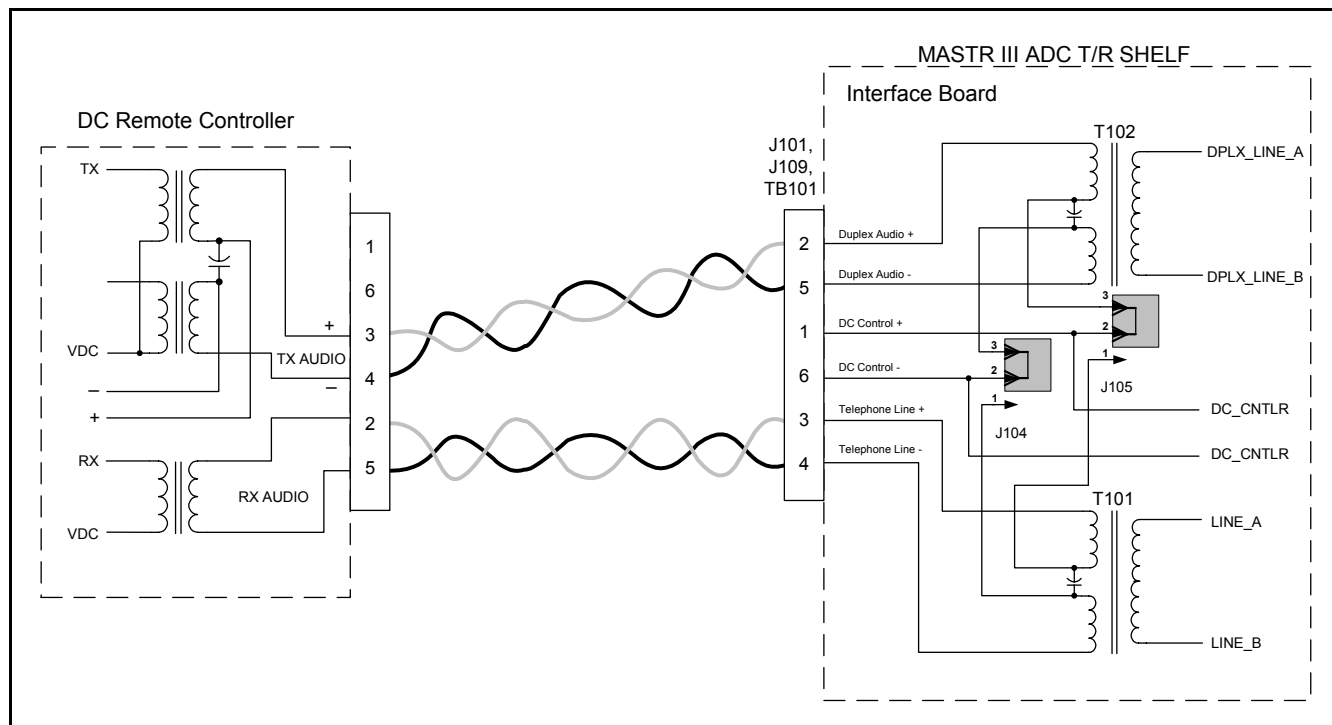 MASTR III ADC T/R SHELF
Interface Board
DC Remote Controller
TX
VDC
–
+
RX
VDC
+
TX AUDIO
–
RX AUDIO
1
6
3
4
2
5
J101,
J109,
TB101
2
5
1
6
3
4
Duplex Audio +
Duplex Audio -
DC Control +
DC Control -
Telephone Line +
Telephone Line -
T102
DPLX_LINE_A
DPLX_LINE_B
3
2
1
J105
3
2
1
J104
DC_CNTLR
DC_CNTLR
T101
LINE_A
LINE_B